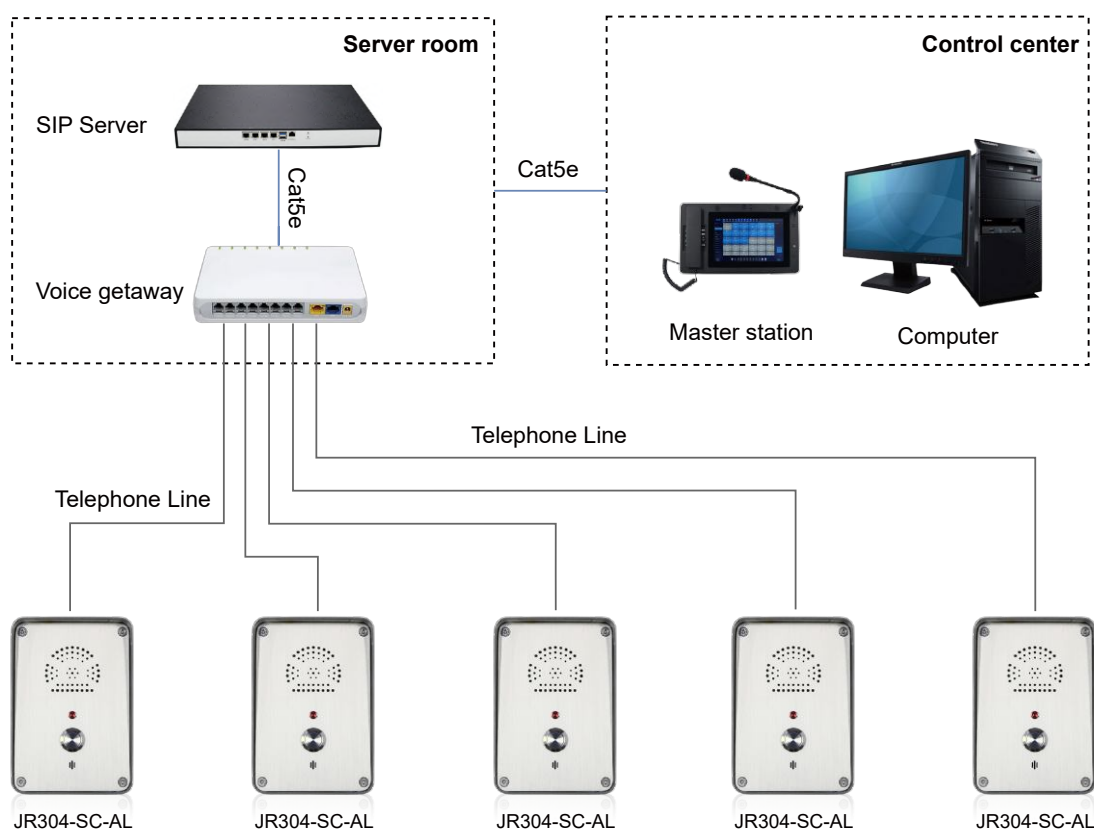 Server room
Control center
SIP Server
Cat5e
Cat5e
Voice getaway
Master station
Computer
Telephone Line
Telephone Line
JR304-SC-AL
JR304-SC-AL
JR304-SC-AL
JR304-SC-AL
JR304-SC-AL